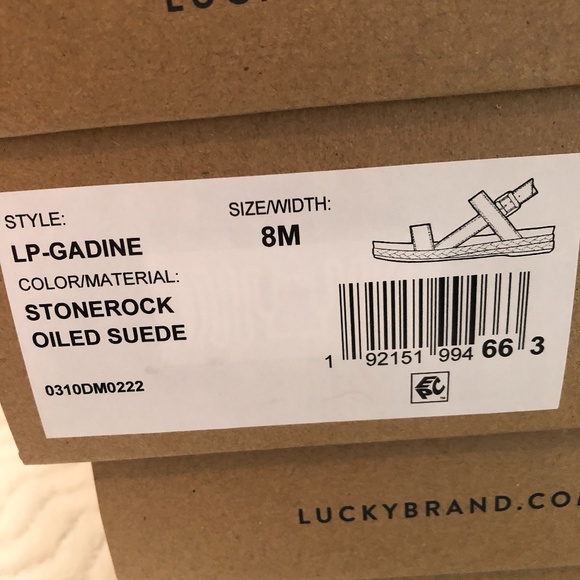 STYLE:
LP-GADINE
SIZE/WIDTH:
8M
COLOR/MATERIAL:
STONEROCK
OILED SUEDE
0310DM0222
1 92151 994 66 3
EPC
LUCKYBRAND.CO